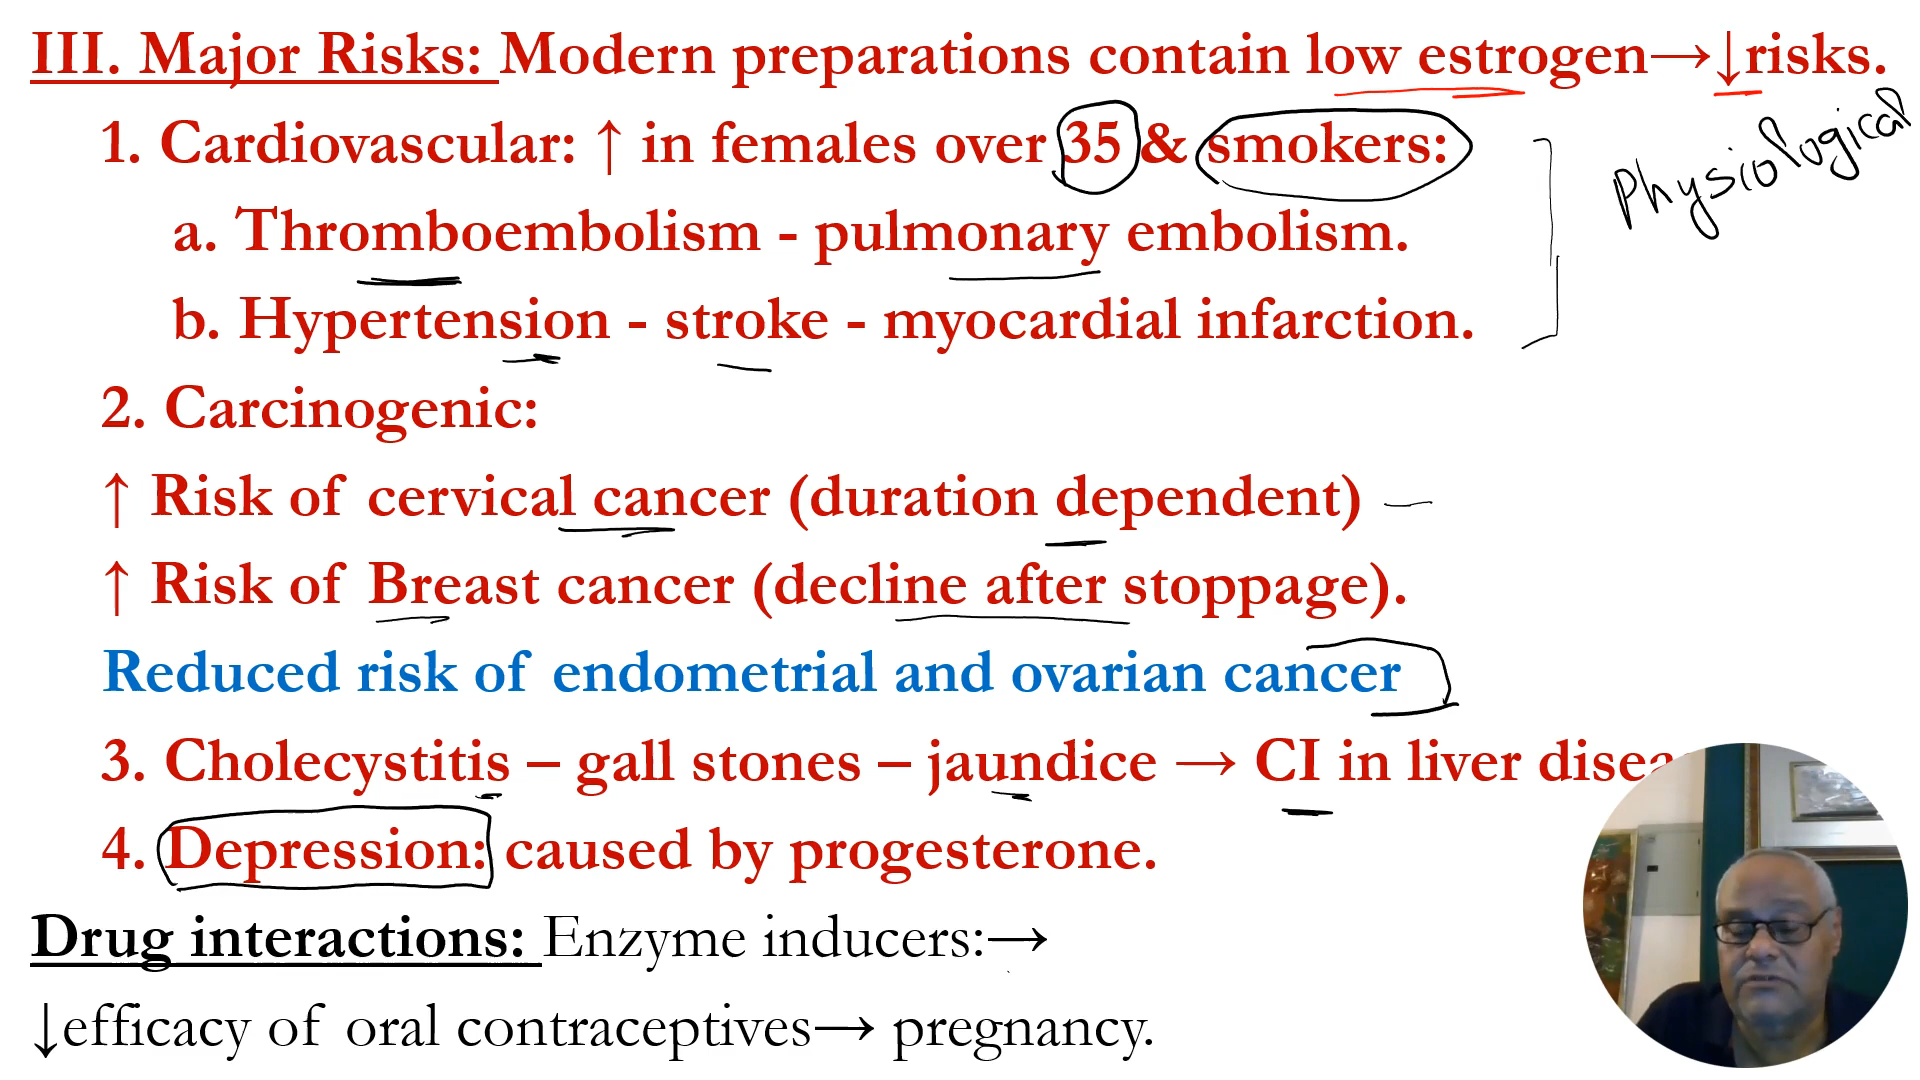 III. Major Risks: Modern preparations contain low estrogen→↓risks.
1. Cardiovascular: ↑ in females over 35 & smokers:
Physiological
a. Thromboembolism - pulmonary embolism.
b. Hypertension - stroke - myocardial infarction.
2. Carcinogenic:
↑ Risk of cervical cancer (duration dependent)
↑ Risk of Breast cancer (decline after stoppage).
Reduced risk of endometrial and ovarian cancer
3. Cholecystitis – gall stones – jaundice → CI in liver disea
4. Depression: caused by progesterone.
Drug interactions: Enzyme inducers:→
↓efficacy of oral contraceptives→ pregnancy.